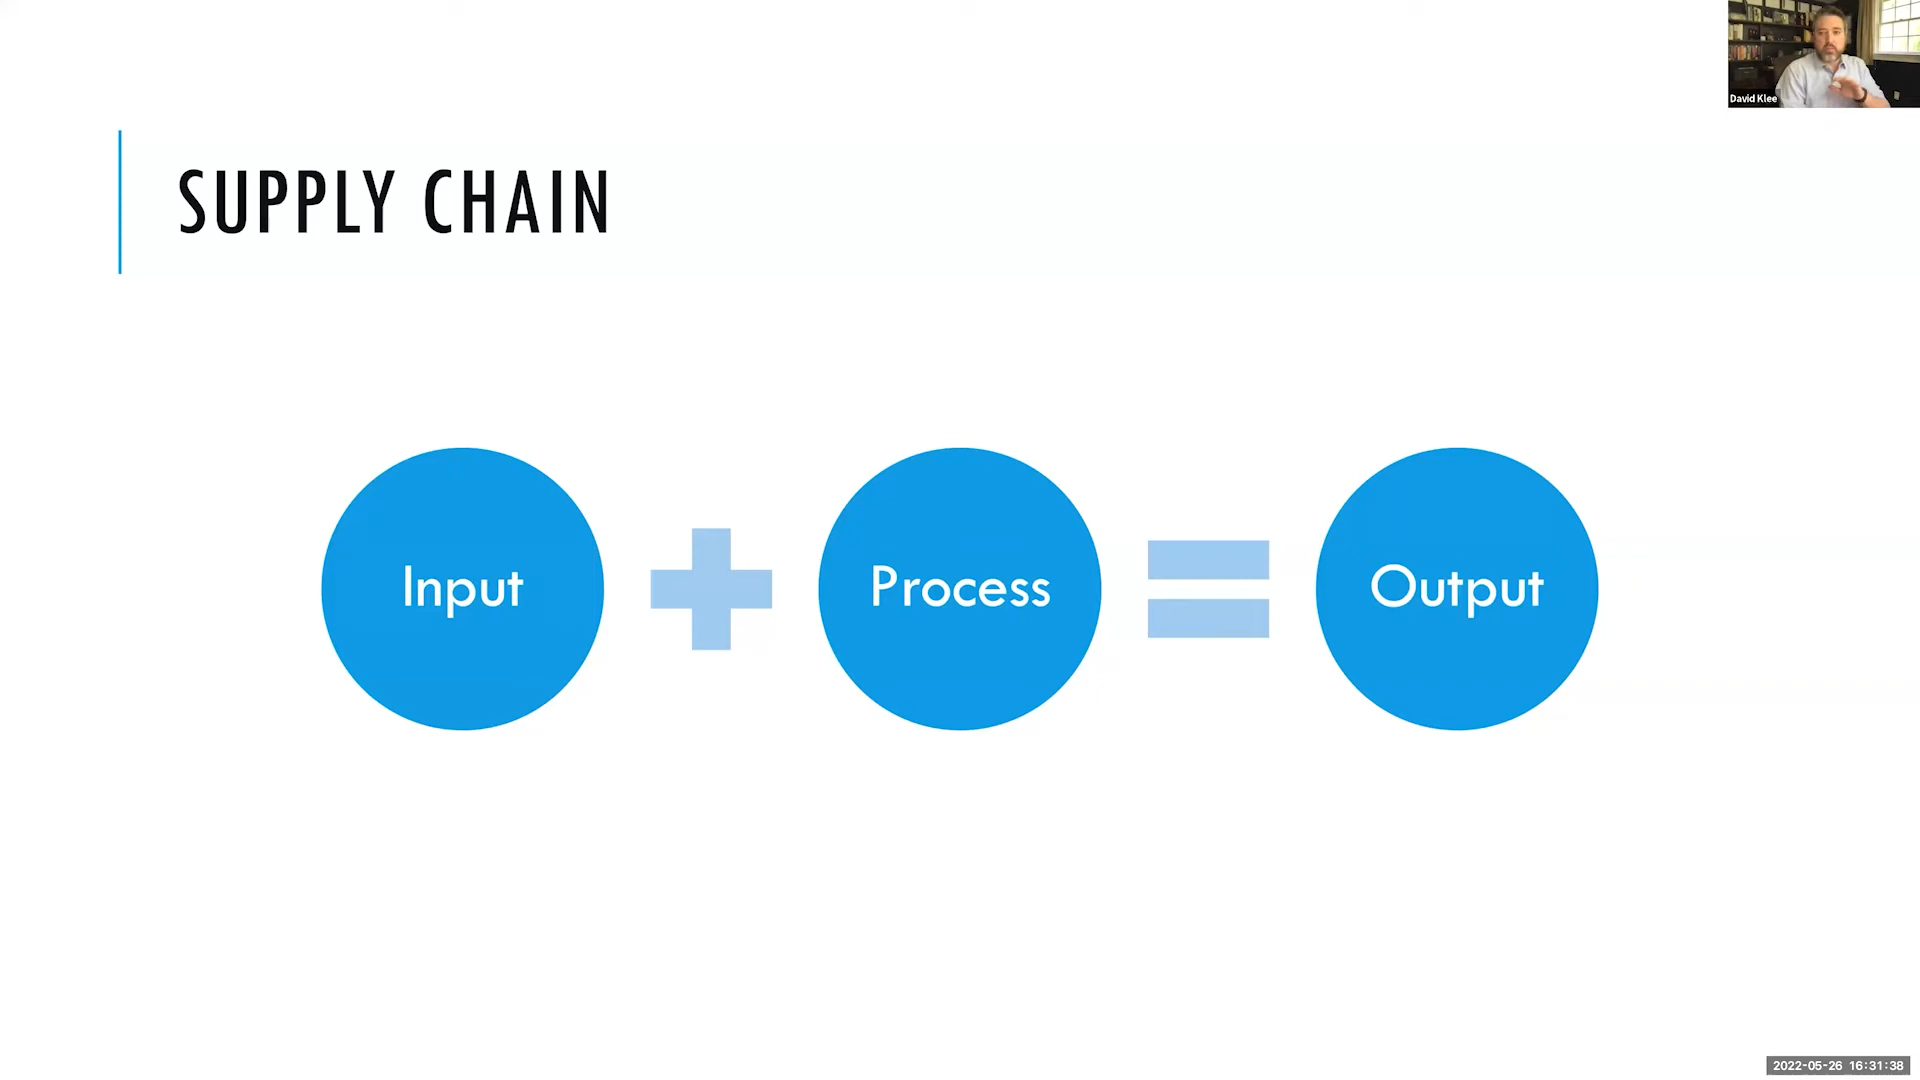 David Klee
SUPPLY CHAIN
Input
Process
Output
2022-05-26 16:31:38